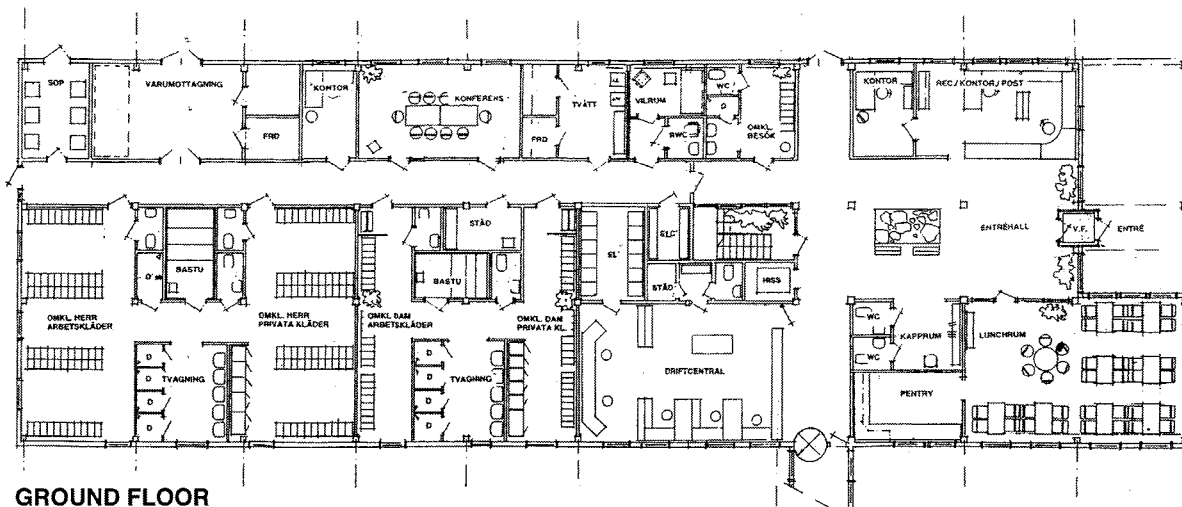 SOP
VARUMOTTAGNING
FRD
KONTOR
KONFERENS
FRD
TVÄTT
VILRUM
RWC
WC
D
OMKL.
BESÖK
KONTOR
REC./KONTOR/POST
ENTRÉHALL
V.F.
ENTRÉ
OMKL HERR
ARBETSKLÄDER
D
BASTU
OMKL. HERR
PRIVATA KLÄDER
D
D
D
D
TVAGNING
OMKL DAM
ARBETSKLÄDER
STÄD
BASTU
OMKL. DAM
PRIVATA KL.
D
D
D
D
TVAGNING
SL
ELC
STÄD
HISS
DRIFTCENTRAL
WC
WC
KAPPRUM
LUNCHRUM
PENTRY
GROUND FLOOR